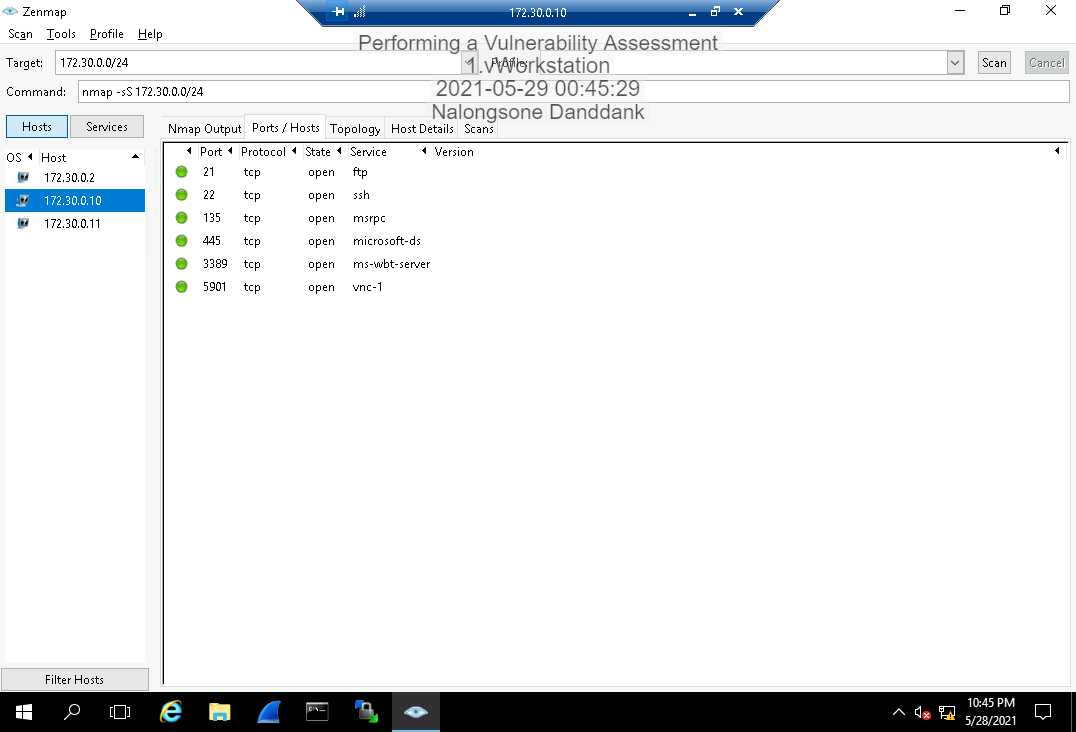 Zenmap
172.30.0.10
Scan Tools Profile Help
Performing a Vulnerability Assessment
Target: 172.30.0.0/24
1. vWorkstation
Scan Cancel
Command: nmap -sS 172.30.0.0/24
2021-05-29 00:45:29
Nalongsone Danddank
Hosts Services
Nmap Output Ports / Hosts Topology Host Details Scans
OS Host
172.30.0.2
172.30.0.10
172.30.0.11
Port Protocol State Service Version
21 tcp open ftp
22 tcp open ssh
135 tcp open msrpc
445 tcp open microsoft-ds
3389 tcp open ms-wbt-server
5901 tcp open vnc-1
Filter Hosts
10:45 PM
5/28/2021